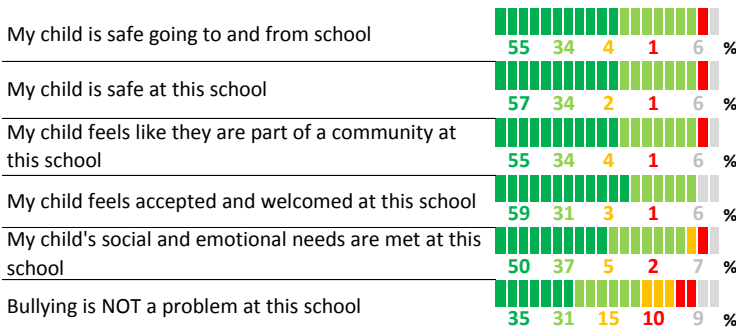 My child is safe going to and from school
55 34 4 1 6 %
My child is safe at this school
57 34 2 1 6 %
My child feels like they are part of a community at
this school
55 34 4 1 6 %
My child feels accepted and welcomed at this school
59 31 3 1 6 %
My child's social and emotional needs are met at this
school
50 37 5 2 7 %
Bullying is NOT a problem at this school
35 31 15 10 9 %